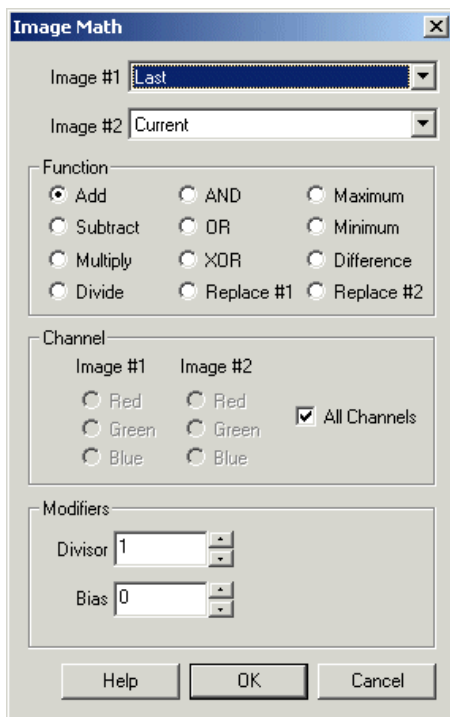 Image Math
Image #1 Last
Image #2 Current
Function
Add AND Maximum
Subtract OR Minimum
Multiply XOR Difference
Divide Replace #1 Replace #2
Channel
Image #1 Image #2
Red Red
Green Green All Channels
Blue Blue
Modifiers
Divisor 1
Bias 0
Help OK Cancel